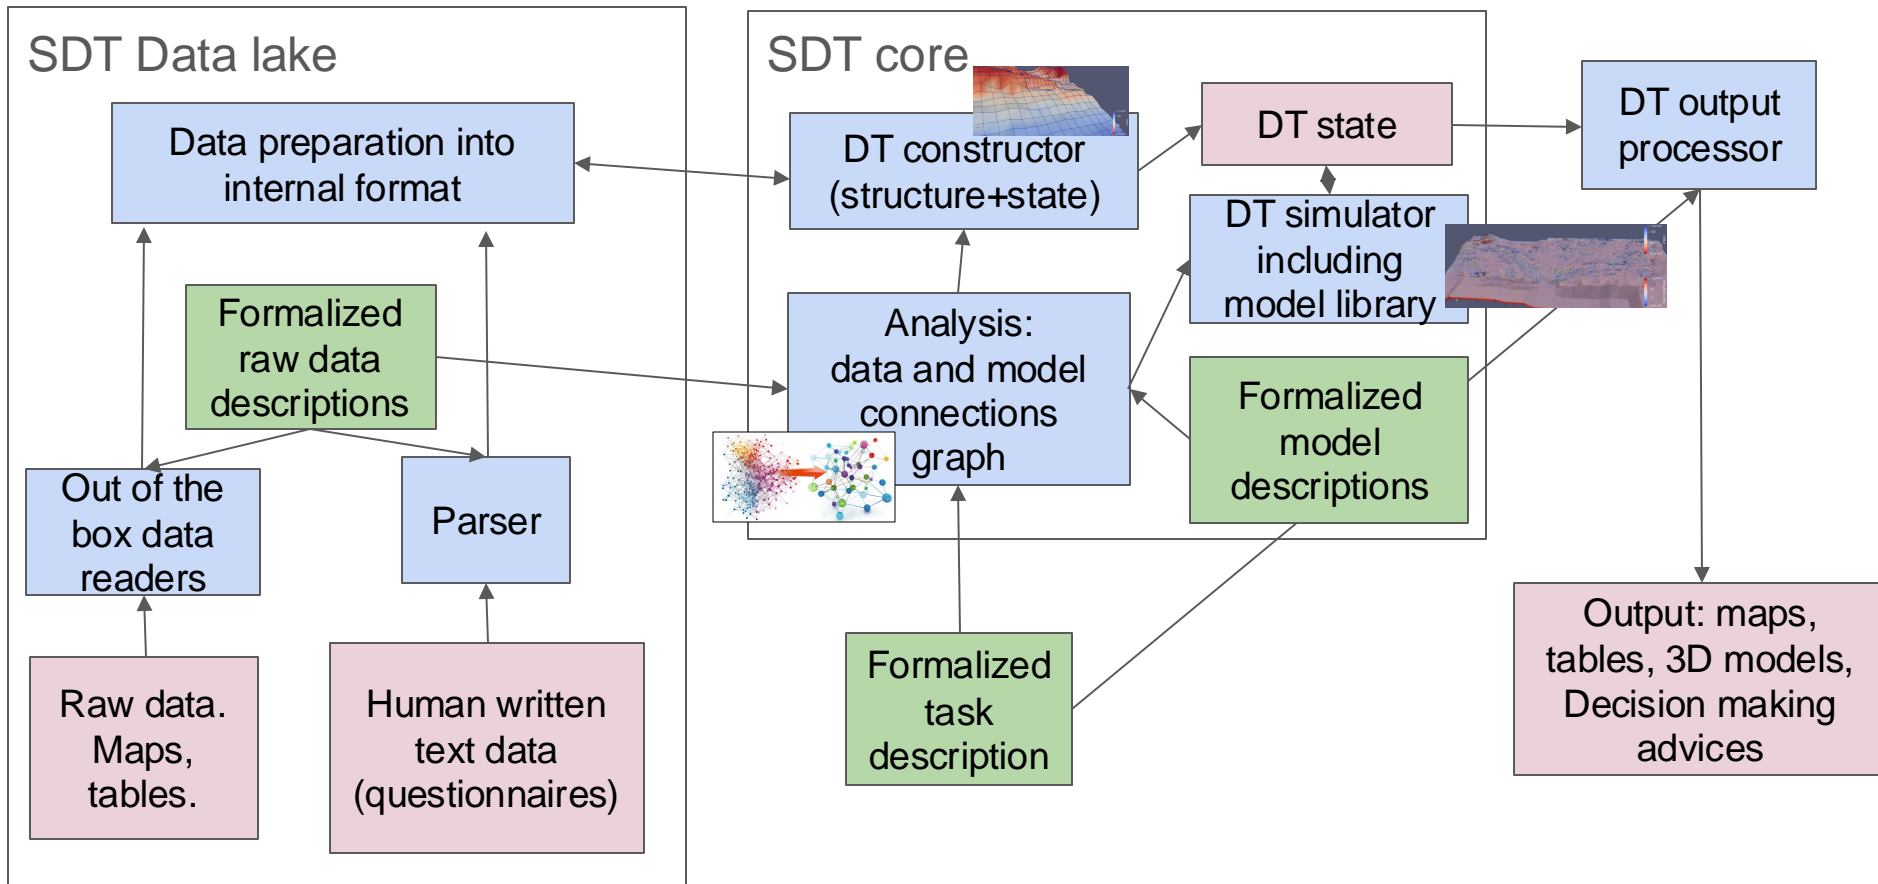 SDT Data lake
Data preparation into
internal format
Formalized
raw data
descriptions
Out of the
box data
readers
Parser
Raw data.
Maps,
tables.
Human written
text data
(questionnaires)
SDT core
DT constructor
(structure+state)
DT state
DT simulator
including
model library
Analysis:
data and model
connections
graph
Formalized
model
descriptions
Formalized
task
description
DT output
processor
Output: maps,
tables, 3D models,
Decision making
advices